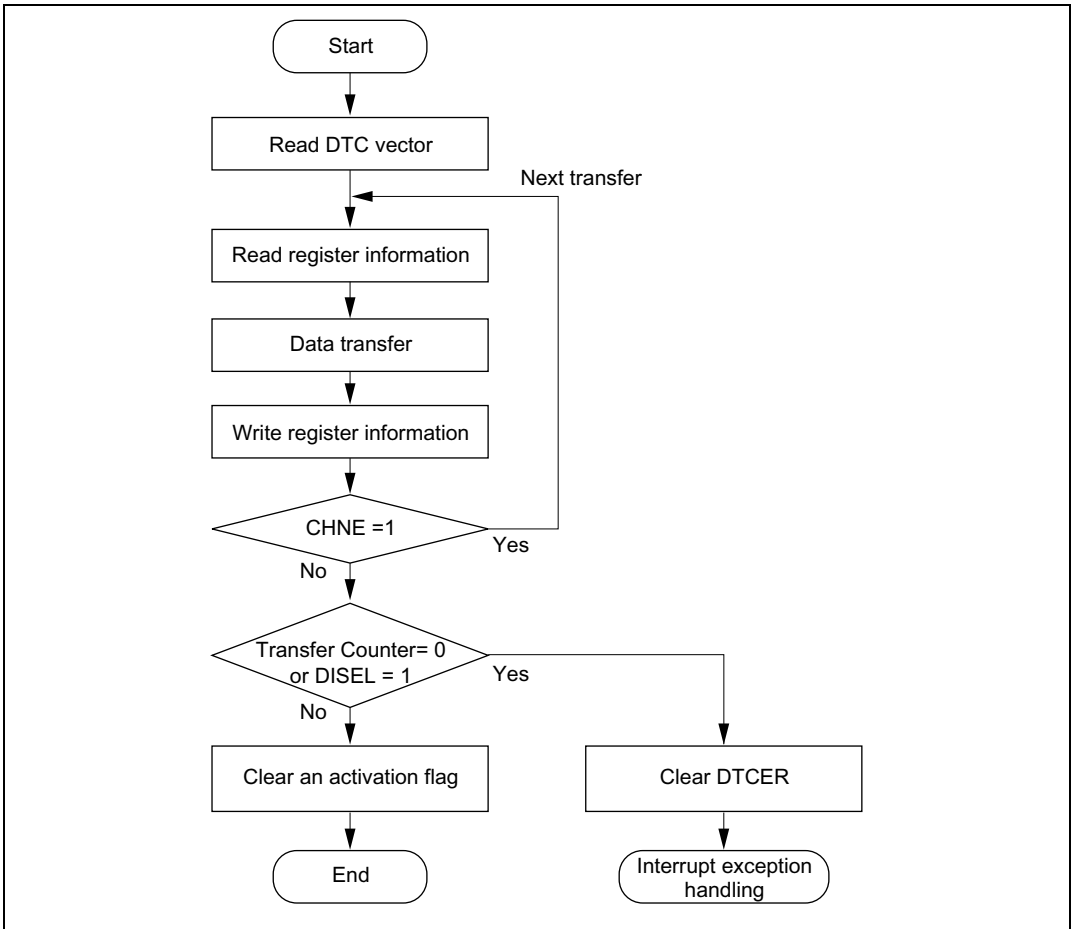 Start
Read DTC vector
Next transfer
Read register information
Data transfer
Write register information
CHNE =1
Yes
No
Transfer Counter= 0
or DISEL = 1
Yes
No
Clear an activation flag
Clear DTCER
End
Interrupt exception
handling